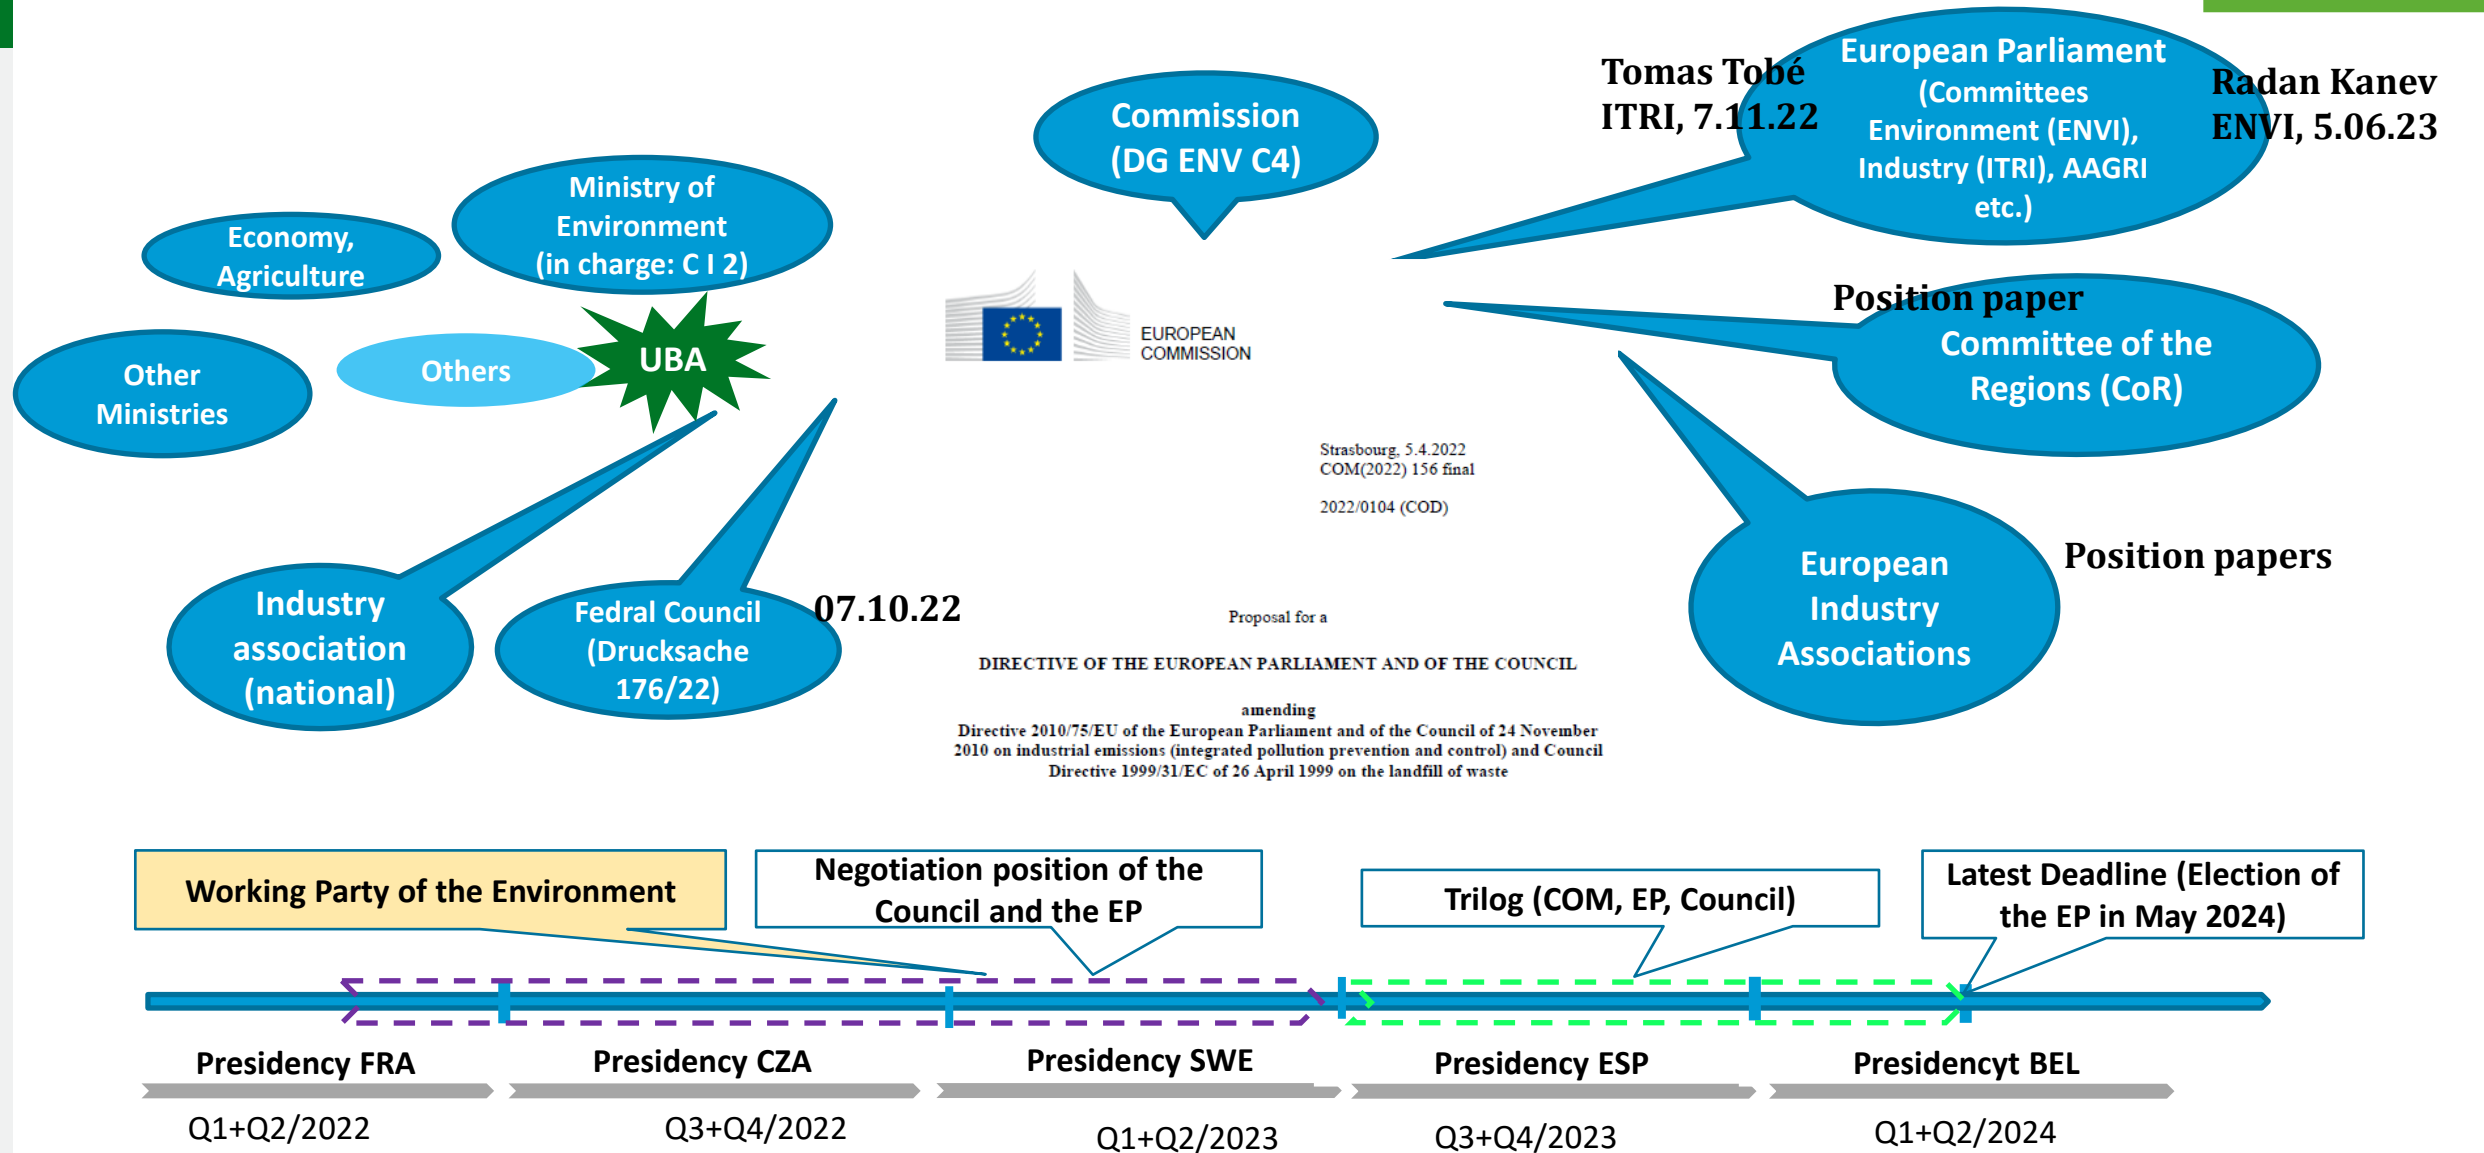 Tomas Tobé
ITRI, 7.11.22
European Parliament
(Committees
Environment (ENVI),
Industry (ITRI), AAGRI
etc.)
Radan Kanev
ENVI, 5.06.23
Commission
(DG ENV C4)
Ministry of
Environment
(in charge: C I 2)
Economy,
Agriculture
Other
Ministries
Others
UBA
EUROPEAN
COMMISSION
Position paper
Committee of the
Regions (CoR)
Strasbourg, 5.4.2022
COM(2022) 156 final
2022/0104 (COD)
Industry
association
(national)
Fedral Council
(Drucksache
176/22)
07.10.22
European
Industry
Associations
Position papers
Proposal for a
DIRECTIVE OF THE EUROPEAN PARLIAMENT AND OF THE COUNCIL
amending
Directive 2010/75/EU of the European Parliament and of the Council of 24 November
2010 on industrial emissions (integrated pollution prevention and control) and Council
Directive 1999/31/EC of 26 April 1999 on the landfill of waste
Working Party of the Environment
Negotiation position of the
Council and the EP
Trilog (COM, EP, Council)
Latest Deadline (Election of
the EP in May 2024)
Presidency FRA
Presidency CZA
Presidency SWE
Presidency ESP
Presidencyt BEL
Q1+Q2/2022
Q3+Q4/2022
Q1+Q2/2023
Q3+Q4/2023
Q1+Q2/2024